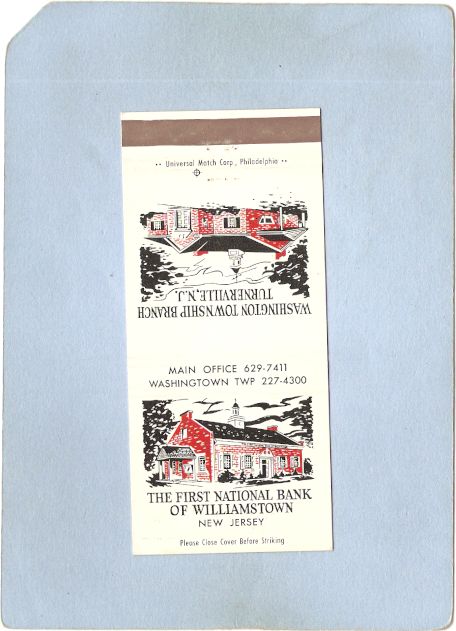 •• Universal Match Corp., Philadelphia ••
WASHINGTON TOWNSHIP BRANCH
TURNERVILLE, N.J.
MAIN OFFICE 629-7411
WASHINGTOWN TWP 227-4300
THE FIRST NATIONAL BANK
OF WILLIAMSTOWN
NEW JERSEY
Please Close Cover Before Striking